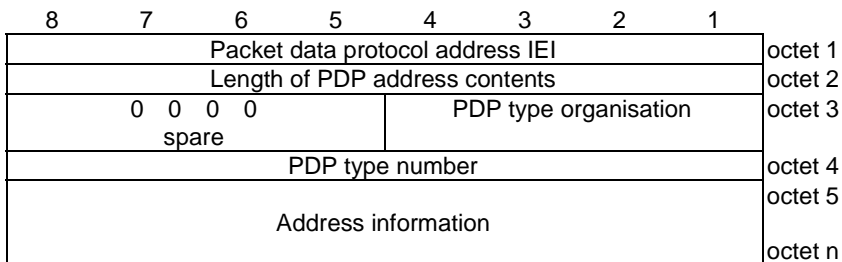 8 7 6 5 4 3 2 1
Packet data protocol address IEI octet 1
Length of PDP address contents octet 2
0 0 0 0 PDP type organisation octet 3
spare
PDP type number octet 4
octet 5
Address information
octet n